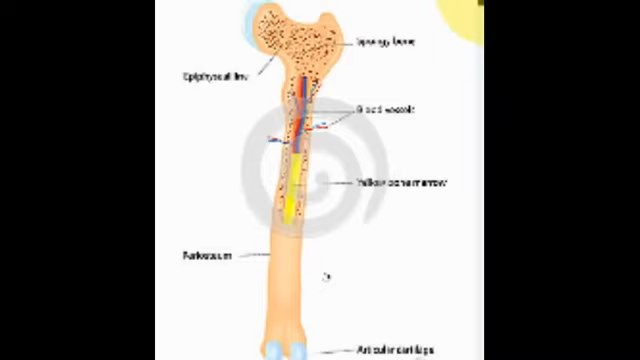 Spongy bone
Epiphyseal line
Blood vessels
Yellow bone marrow
Periosteum
Articular cartilage